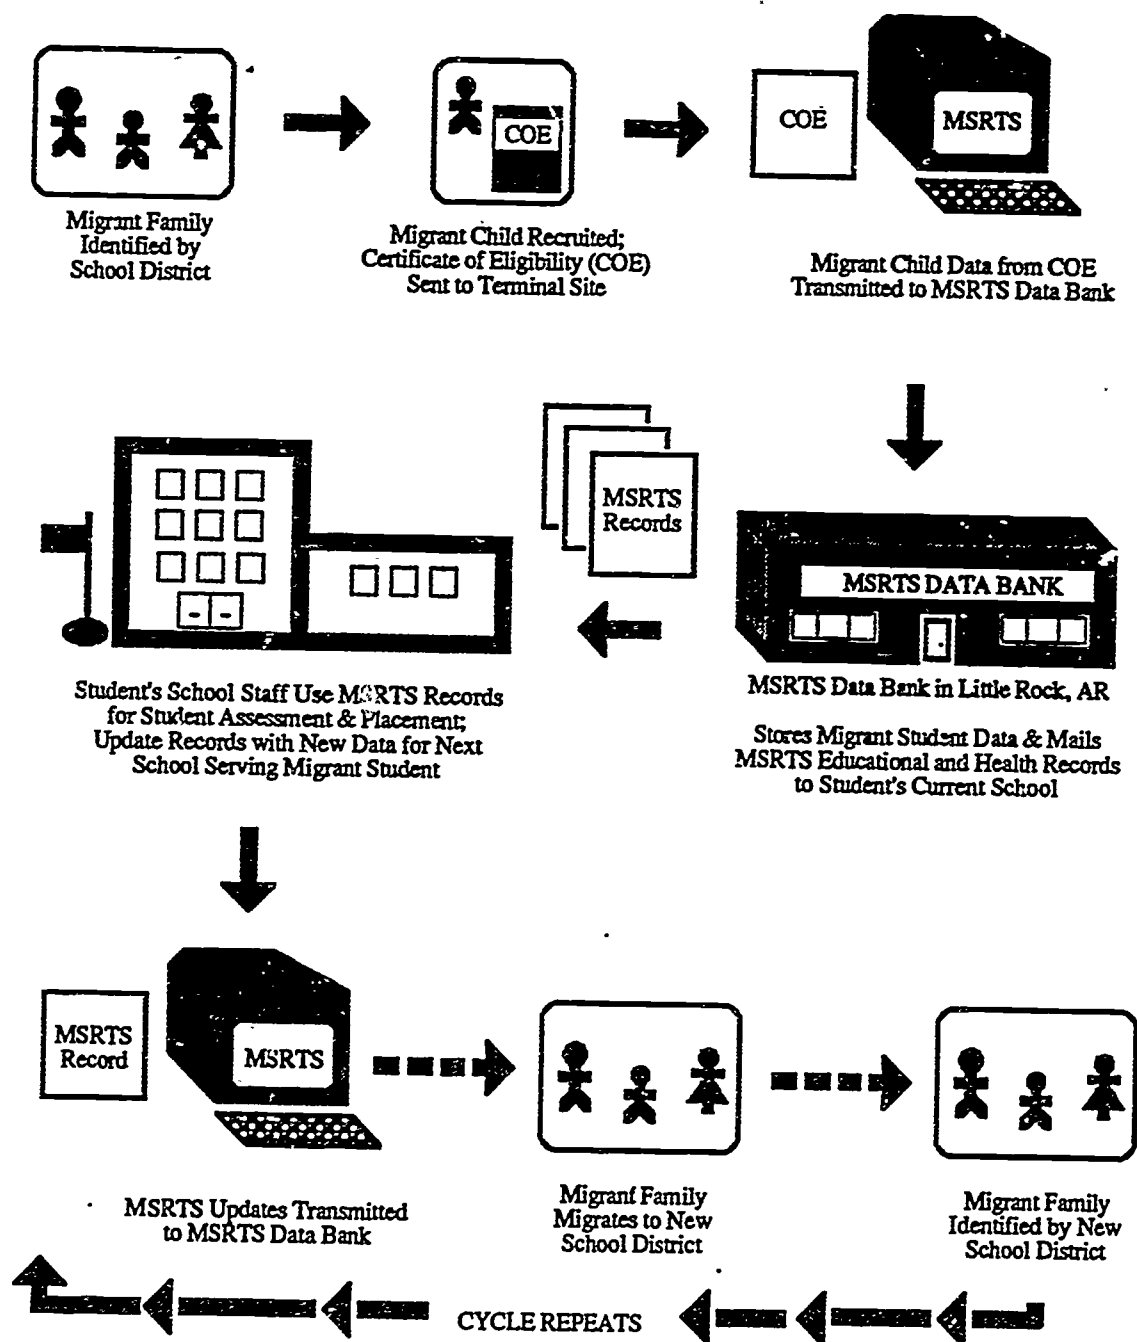 COE
COE
MSRTS
Migrant Family
Identified by
School District
Migrant Child Recruited;
Certificate of Eligibility (COE)
Sent to Terminal Site
Migrant Child Data from COE
Transmitted to MSRTS Data Bank
MSRTS
Records
MSRTS DATA BANK
Student's School Staff Use MSRTS Records
for Student Assessment & Placement;
Update Records with New Data for Next
School Serving Migrant Student
MSRTS Data Bank in Little Rock, AR
Stores Migrant Student Data & Mails
MSRTS Educational and Health Records
to Student's Current School
MSRTS
Record
MSRTS
MSRTS Updates Transmitted
to MSRTS Data Bank
Migrant Family
Migrates to New
School District
Migrant Family
Identified by New
School District
CYCLE REPEATS